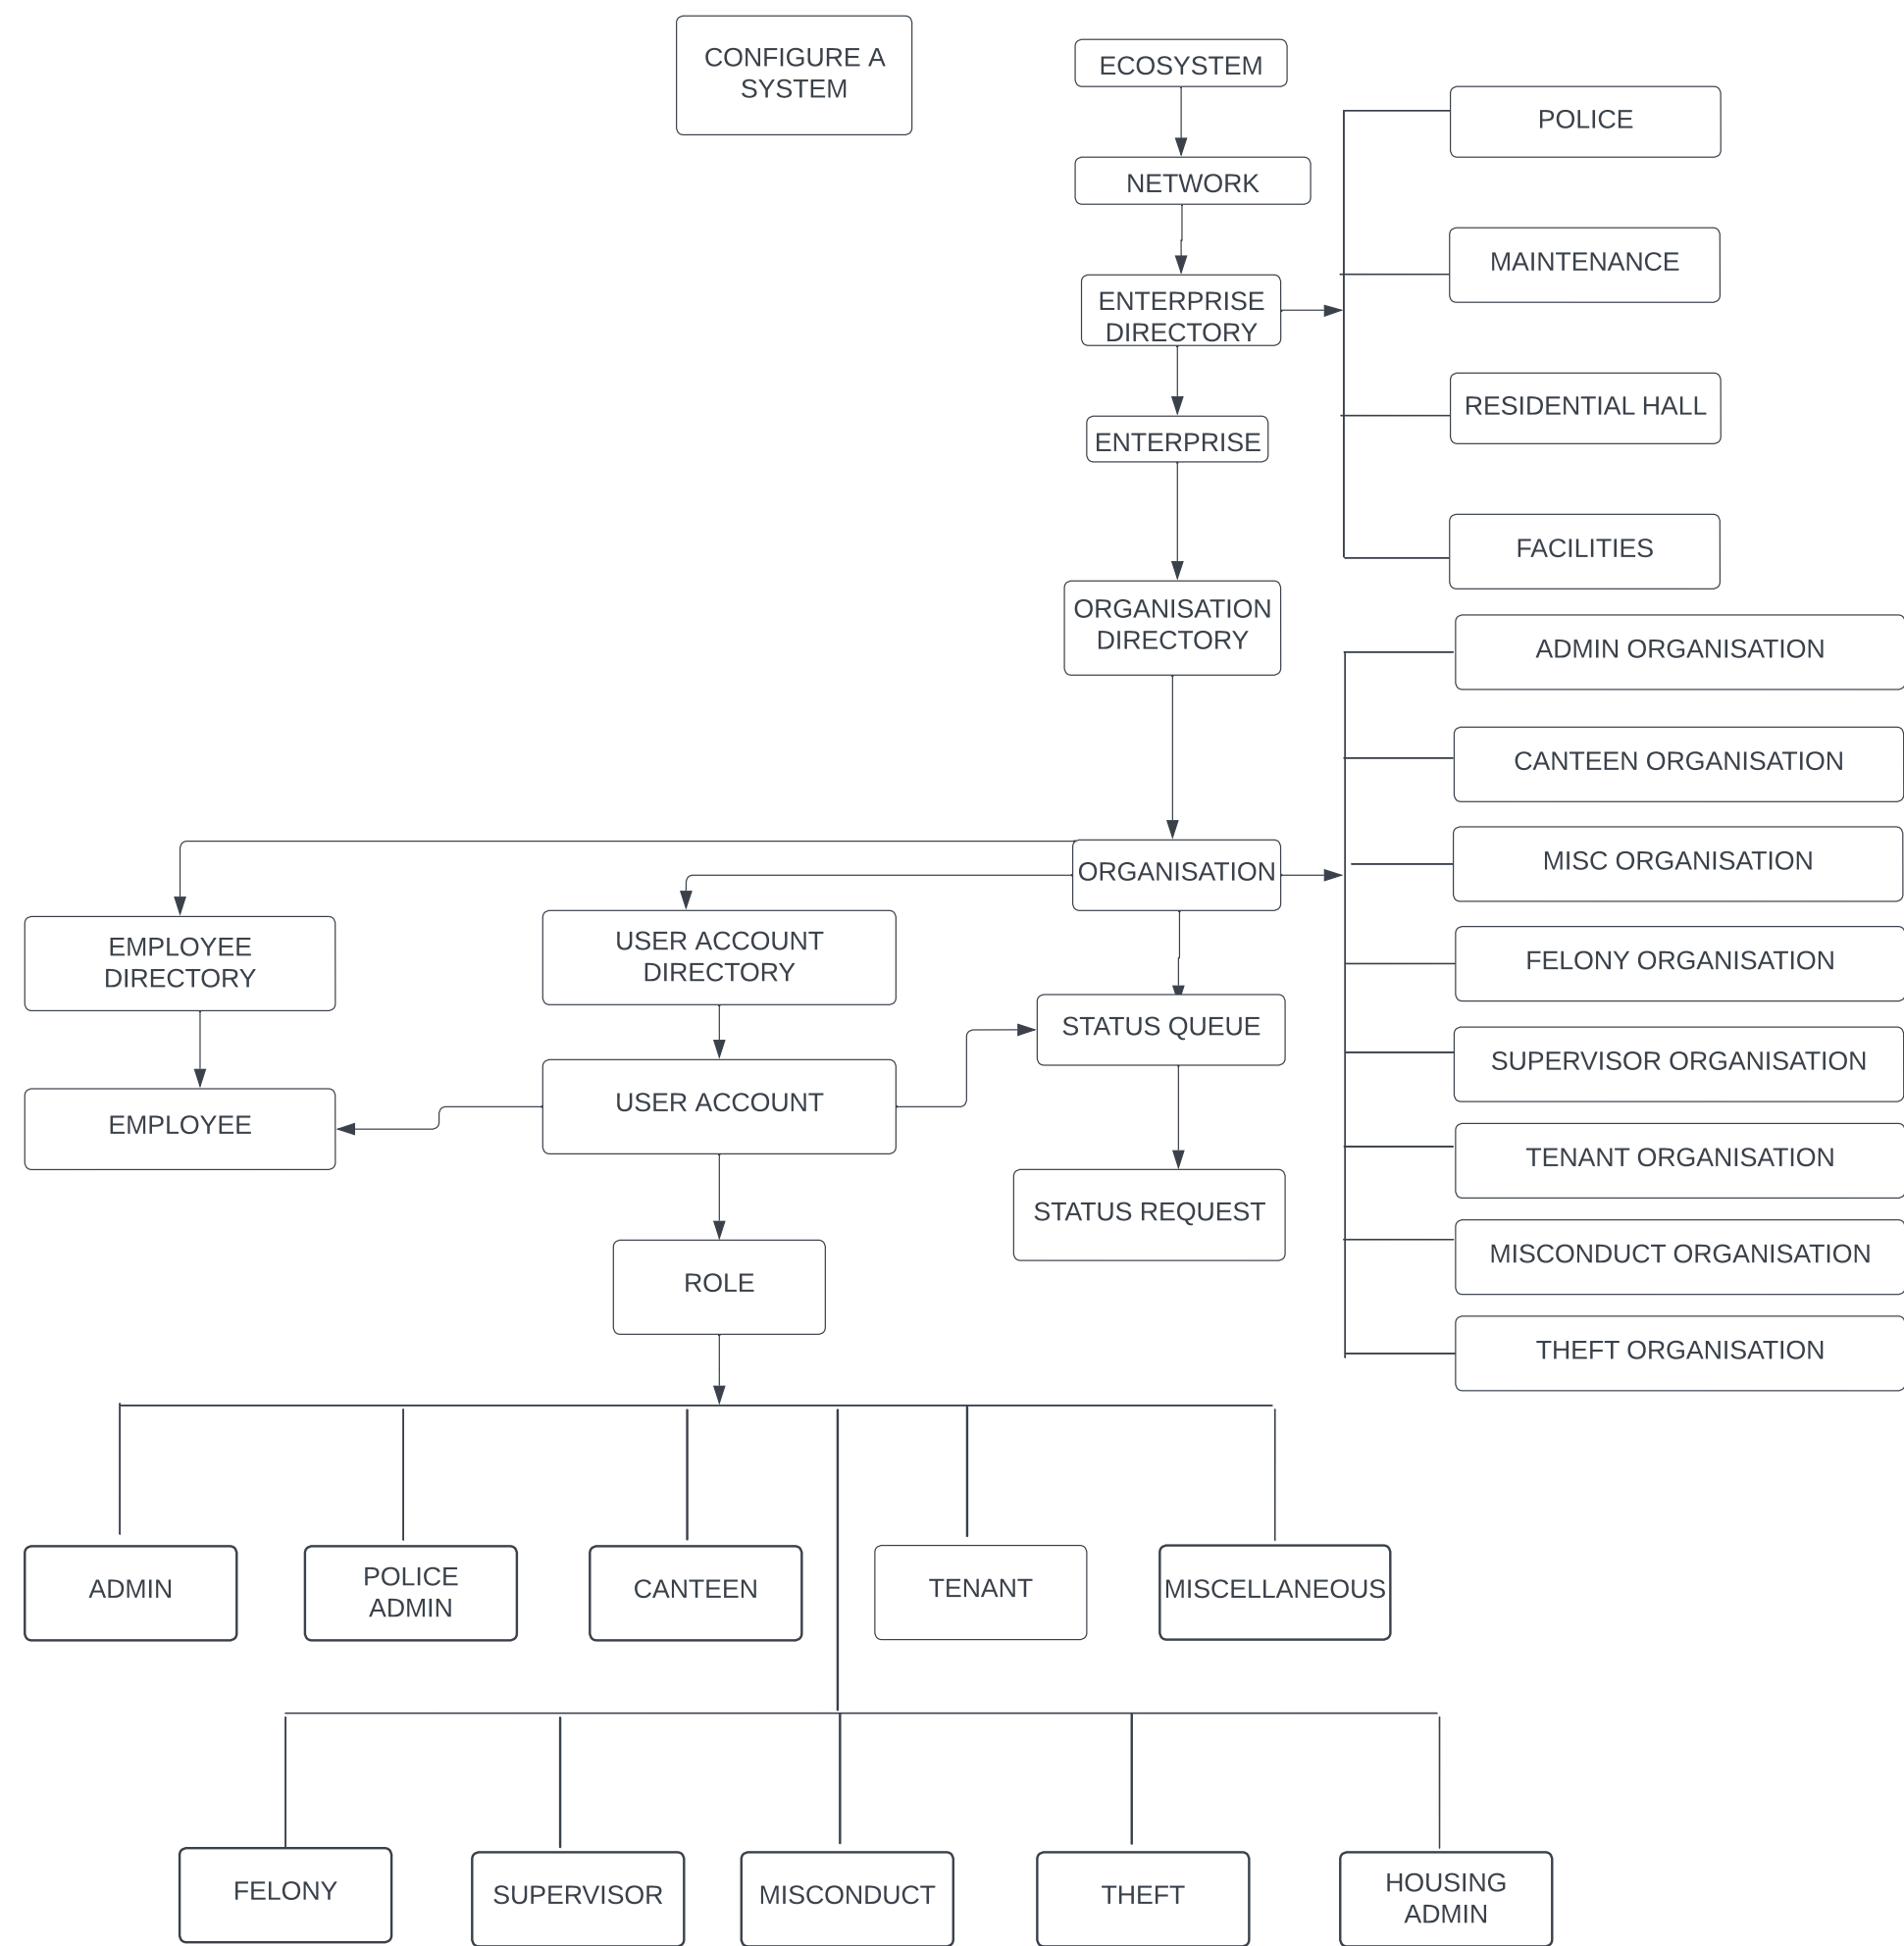 CONFIGURE A
SYSTEM
ECOSYSTEM
POLICE
NETWORK
MAINTENANCE
ENTERPRISE
DIRECTORY
RESIDENTIAL HALL
ENTERPRISE
FACILITIES
ORGANISATION
DIRECTORY
ADMIN ORGANISATION
CANTEEN ORGANISATION
MISC ORGANISATION
ORGANISATION
EMPLOYEE
DIRECTORY
USER ACCOUNT
DIRECTORY
FELONY ORGANISATION
STATUS QUEUE
SUPERVISOR ORGANISATION
EMPLOYEE
USER ACCOUNT
TENANT ORGANISATION
STATUS REQUEST
MISCONDUCT ORGANISATION
ROLE
THEFT ORGANISATION
ADMIN
POLICE
ADMIN
CANTEEN
TENANT
MISCELLANEOUS
FELONY
SUPERVISOR
MISCONDUCT
THEFT
HOUSING
ADMIN